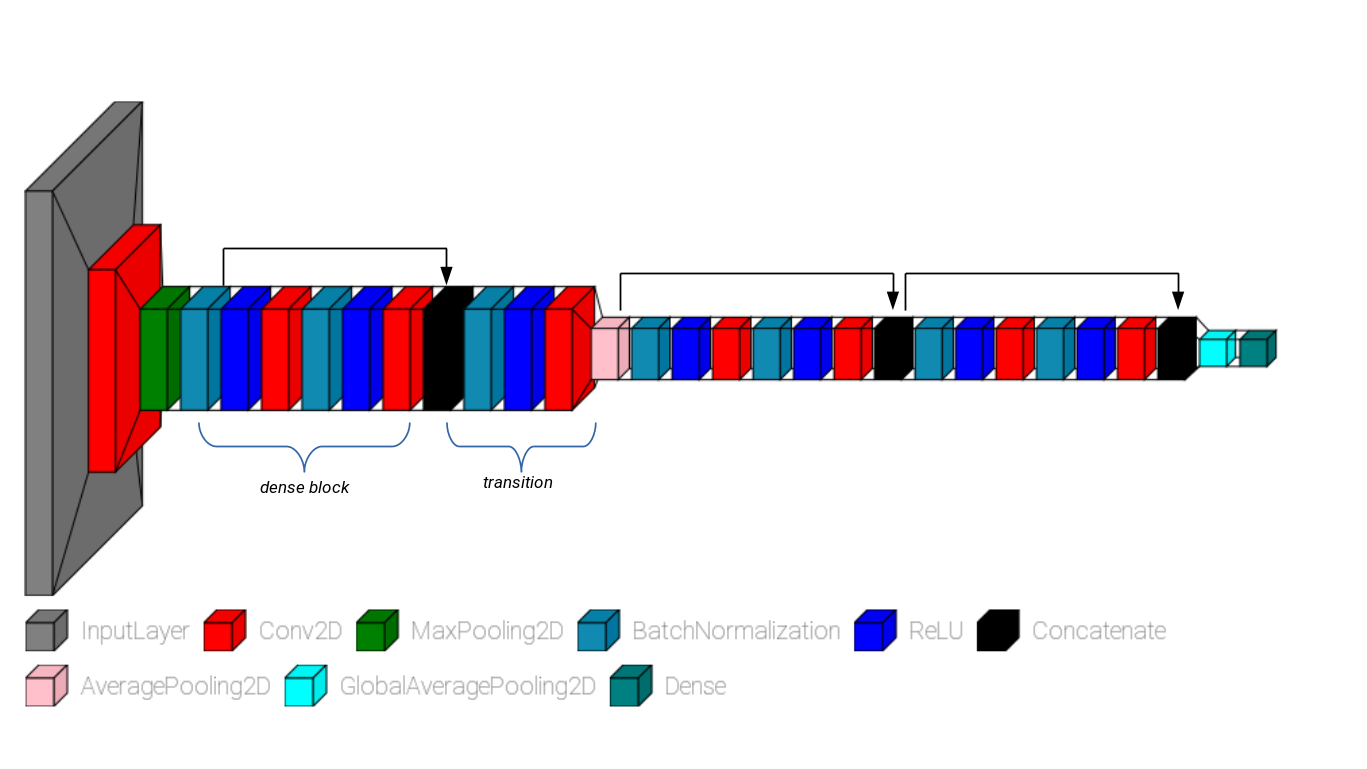 dense block
transition
InputLayer Conv2D MaxPooling2D BatchNormalization ReLU Concatenate
AveragePooling2D GlobalAveragePooling2D Dense